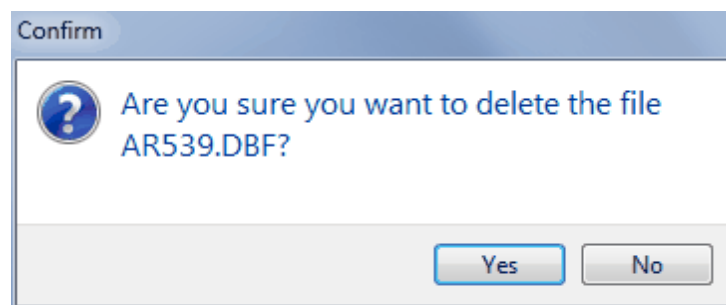 Confirm
Are you sure you want to delete the file
AR539.DBF?
Yes
No